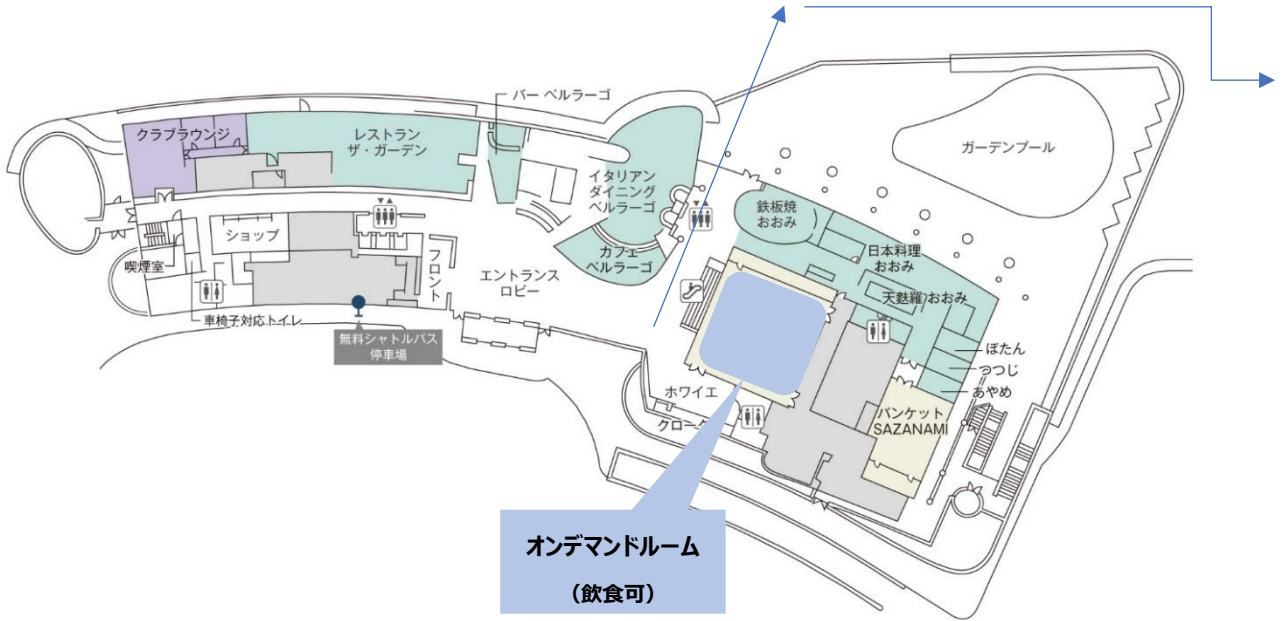 バー ベルラーゴ
クラブラウンジ
レストラン
ザ・ガーデン
イタリアン
ダイニング
ベルラーゴ
カフェ
ベルラーゴ
ガーデンプール
鉄板焼
おおみ
日本料理
おおみ
天麩羅 おおみ
ぼたん
つつじ
あやめ
バンケット
SAZANAMI
ショップ
喫煙室
車椅子対応トイレ
フロント
エントランス
ロビー
無料シャトルバス
停車場
ホワイエ
クローク
オンデマンドルーム
（飲食可）